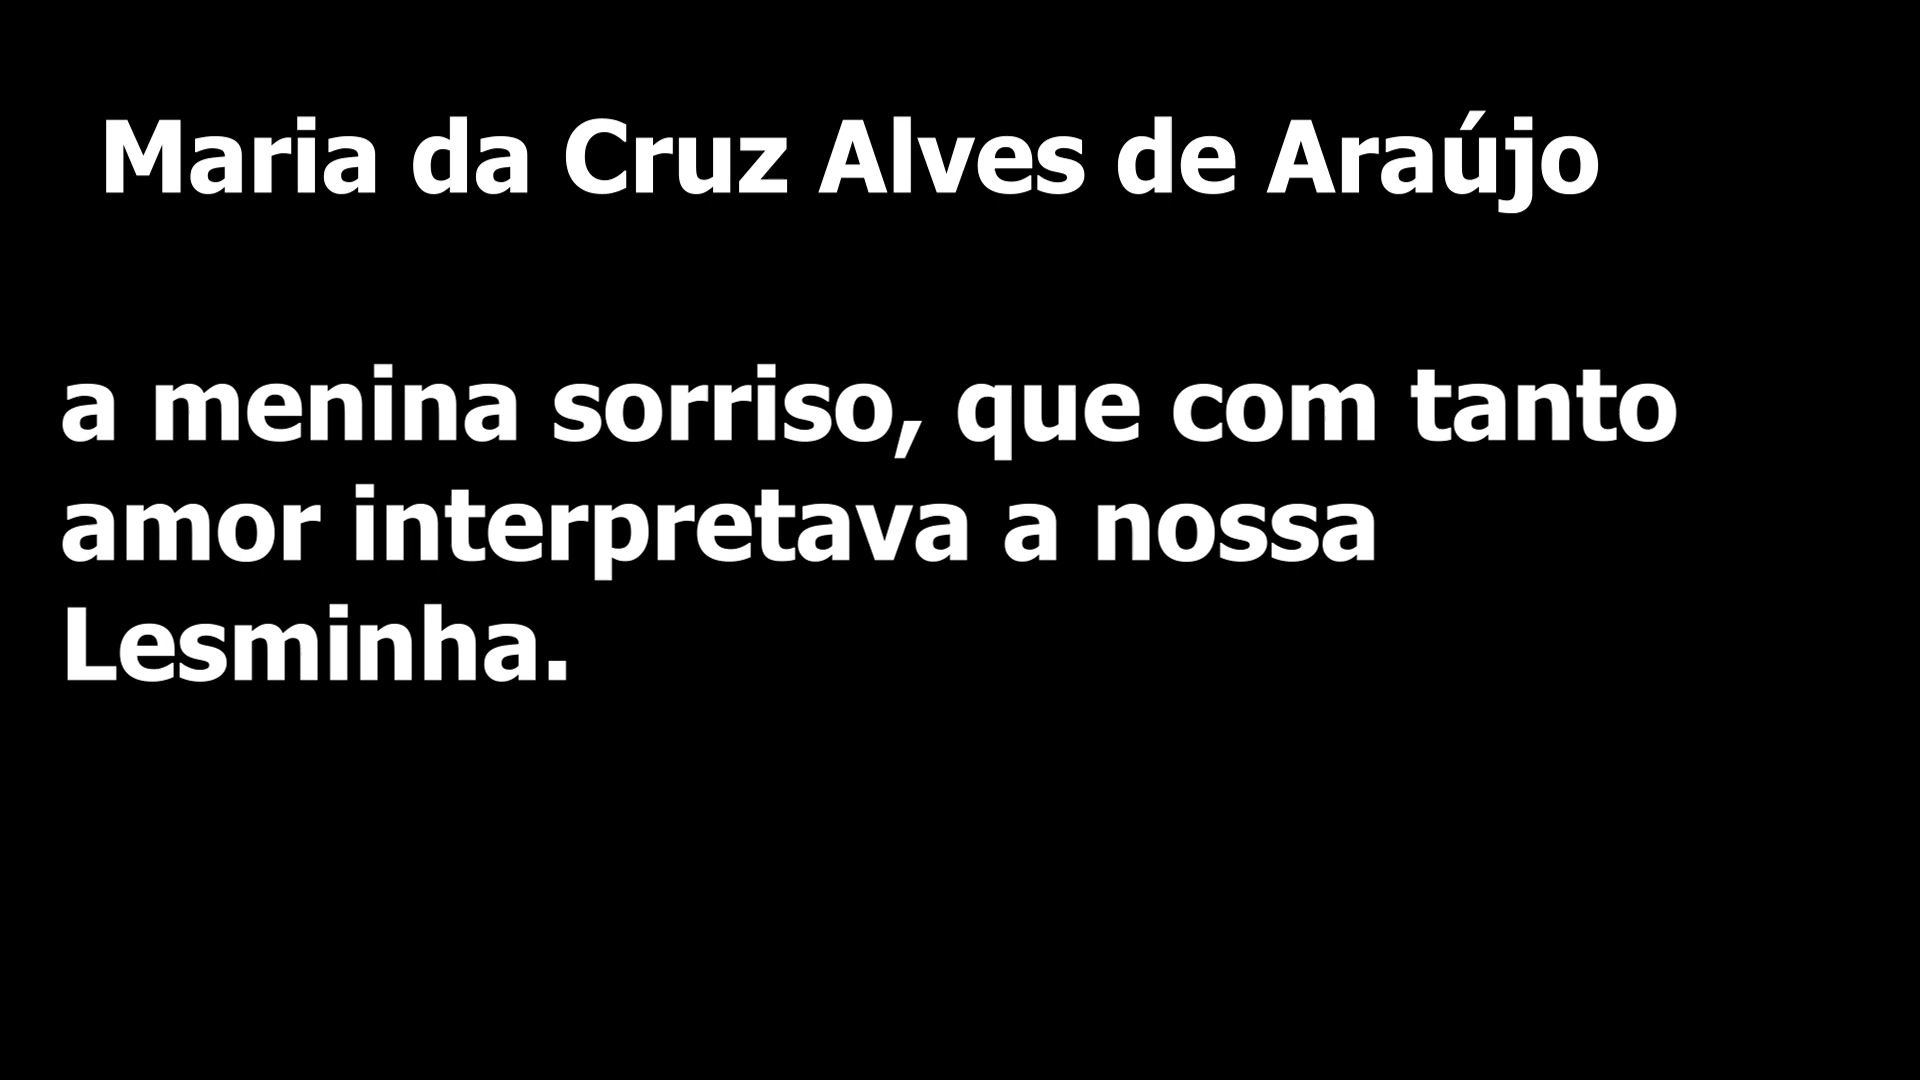 Maria da Cruz Alves de Araújo
a menina sorriso, que com tanto
amor interpretava a nossa
Lesminha.